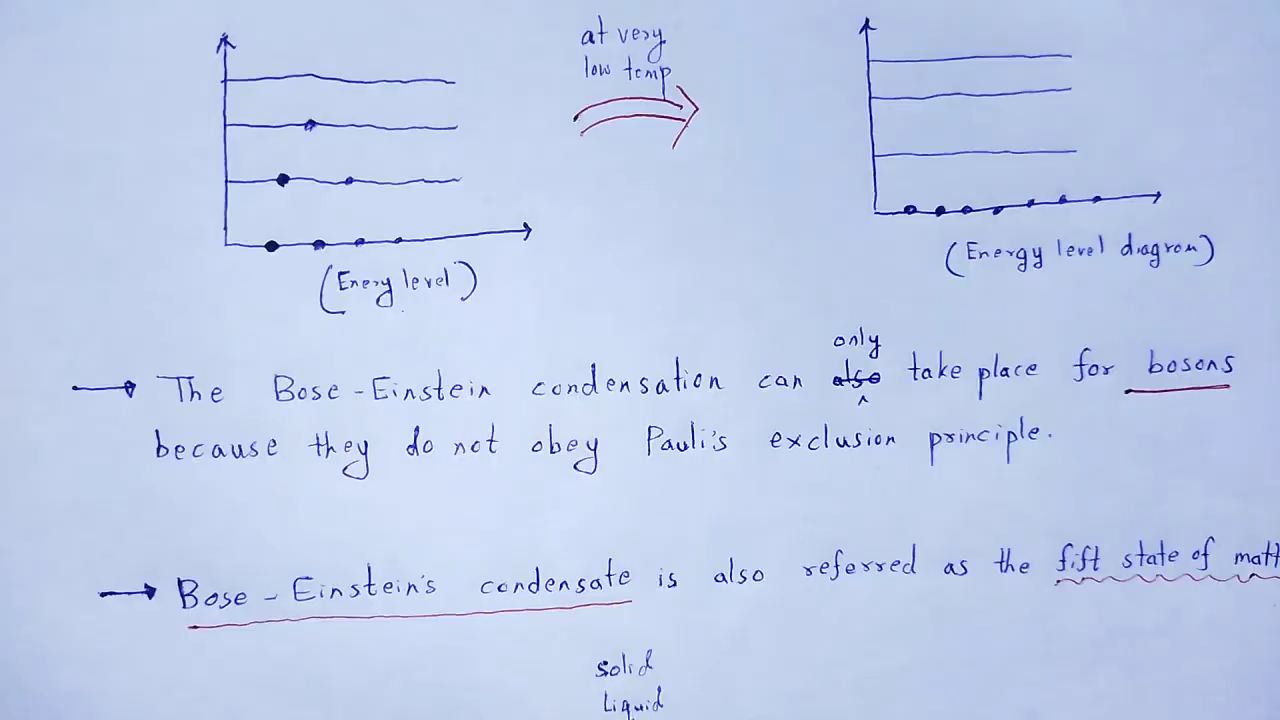 at very
low temp
(Enery level)
(Energy level diagram)
only
The Bose-Einstein condensation can also take place for bosons
because they do not obey Pauli's exclusion principle.
Bose-Einstein's condensate is also referred as the fift state of matt
solid
Liquid